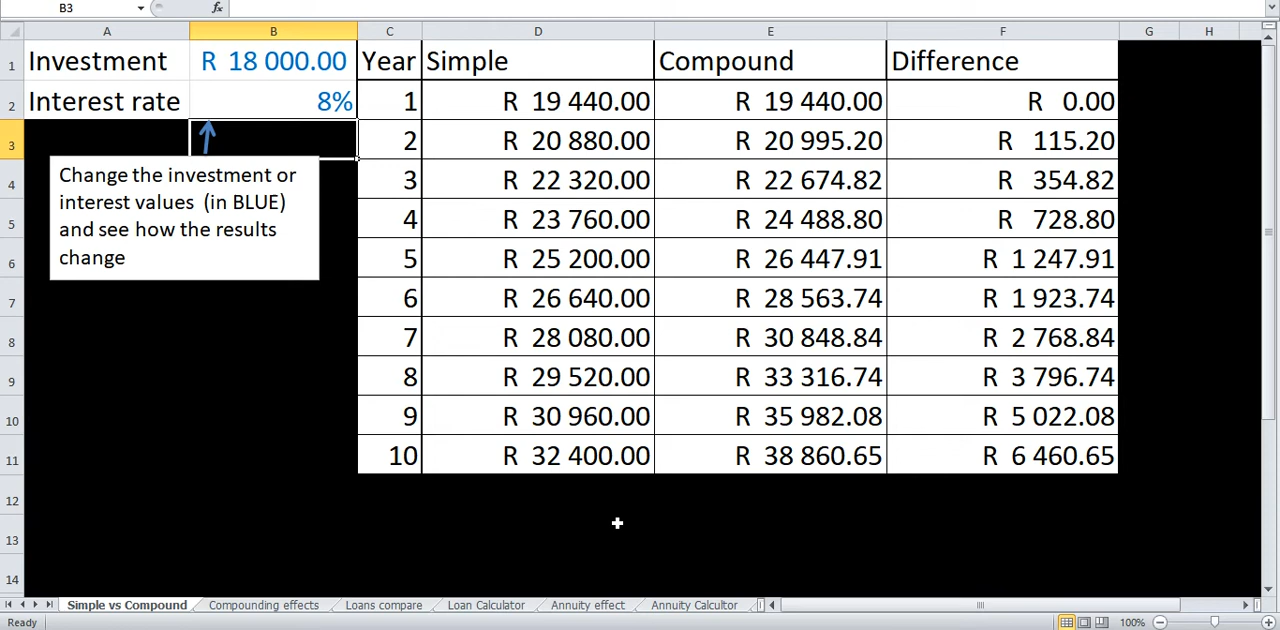 B3 fx
A B C D E F G H
1 Investment R 18 000.00 Year Simple Compound Difference
2 Interest rate 8% 1 R 19 440.00 R 19 440.00 R 0.00
3 2 R 20 880.00 R 20 995.20 R 115.20
4 3 R 22 320.00 R 22 674.82 R 354.82
5 4 R 23 760.00 R 24 488.80 R 728.80
6 5 R 25 200.00 R 26 447.91 R 1 247.91
7 6 R 26 640.00 R 28 563.74 R 1 923.74
8 7 R 28 080.00 R 30 848.84 R 2 768.84
9 8 R 29 520.00 R 33 316.74 R 3 796.74
10 9 R 30 960.00 R 35 982.08 R 5 022.08
11 10 R 32 400.00 R 38 860.65 R 6 460.65
12
13
14
Change the investment or
interest values (in BLUE)
and see how the results
change
Simple vs Compound Compounding effects Loans compare Loan Calculator Annuity effect Annuity Calcultor
Ready 100%